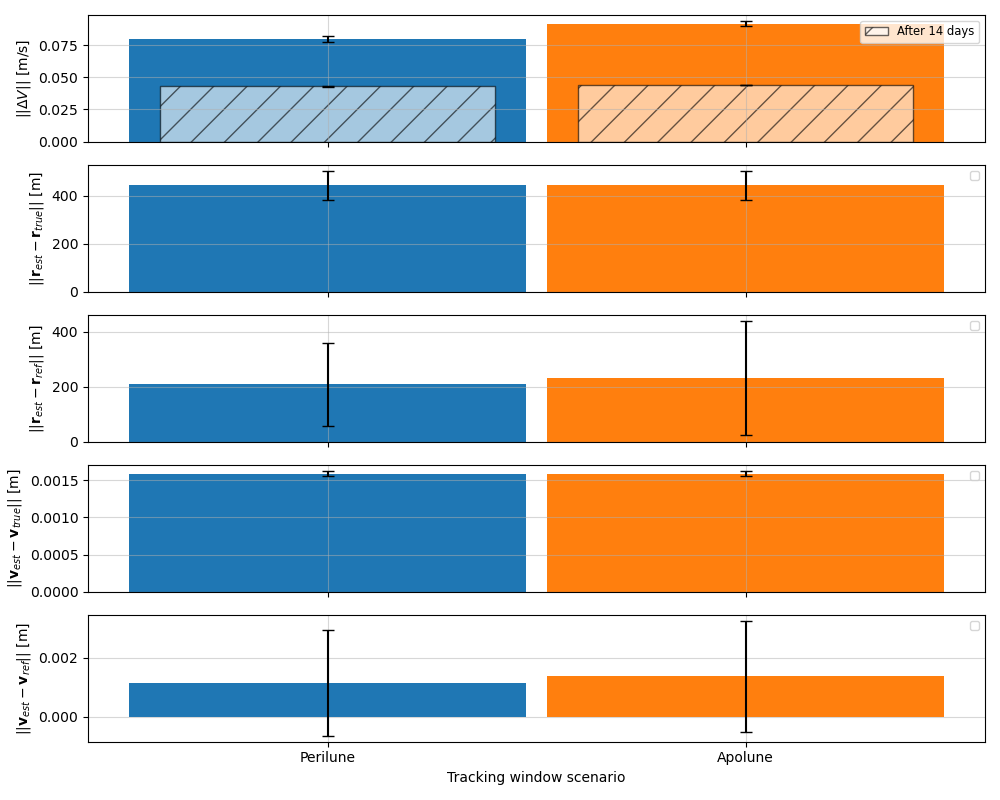 ||ΔV|| [m/s]
0.075
0.050
0.025
0.000
After 14 days
||r_est − r_true|| [m]
400
200
0
||r_est − r_ref|| [m]
400
200
0
||v_est − v_true|| [m]
0.0015
0.0010
0.0005
0.0000
||v_est − v_ref|| [m]
0.002
0.000
Perilune
Apolune
Tracking window scenario